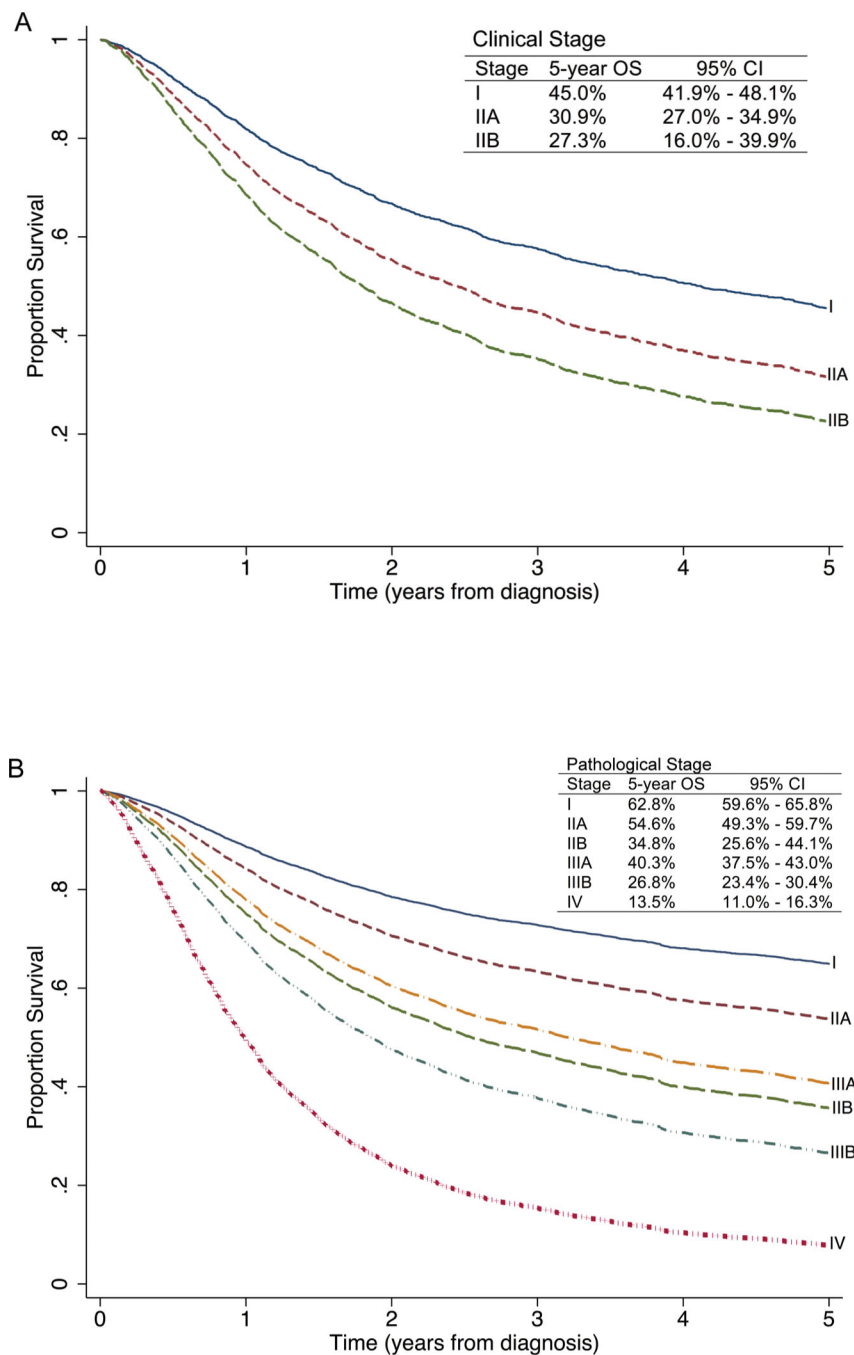 A
Clinical Stage
Stage 5-year OS 95% CI
I 45.0% 41.9% - 48.1%
IIA 30.9% 27.0% - 34.9%
IIB 27.3% 16.0% - 39.9%
Proportion Survival
1
.8
.6
.4
.2
0
I
IIA
IIB
0 1 2 3 4 5
Time (years from diagnosis)
B
Pathological Stage
Stage 5-year OS 95% CI
I 62.8% 59.6% - 65.8%
IIA 54.6% 49.3% - 59.7%
IIB 34.8% 25.6% - 44.1%
IIIA 40.3% 37.5% - 43.0%
IIIB 26.8% 23.4% - 30.4%
IV 13.5% 11.0% - 16.3%
Proportion Survival
1
.8
.6
.4
.2
0
I
IIA
IIIA
IIB
IIIB
IV
0 1 2 3 4 5
Time (years from diagnosis)